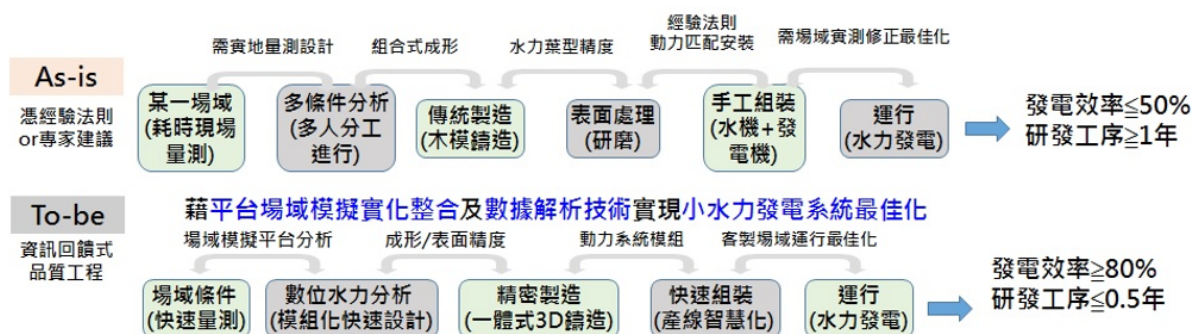 需實地量測設計
組合式成形
水力葉型精度
經驗法則
動力匹配安裝
需場域實測修正最佳化
As-is
憑經驗法則
or專家建議
某一場域
(耗時現場
量測)
多條件分析
(多人分工
進行)
傳統製造
(木模鑄造)
表面處理
(研磨)
手工組裝
(水機+發
電機)
運行
(水力發電)
發電效率≦50%
研發工序≧1年
To-be
資訊回饋式
品質工程
藉平台場域模擬實化整合及數據解析技術實現小水力發電系統最佳化
場域模擬平台分析
成形/表面精度
動力系統模組
客製場域運行最佳化
場域條件
(快速量測)
數位水力分析
(模組化快速設計)
精密製造
(一體式3D鑄造)
快速組裝
(產線智慧化)
運行
(水力發電)
發電效率≧80%
研發工序≤0.5年